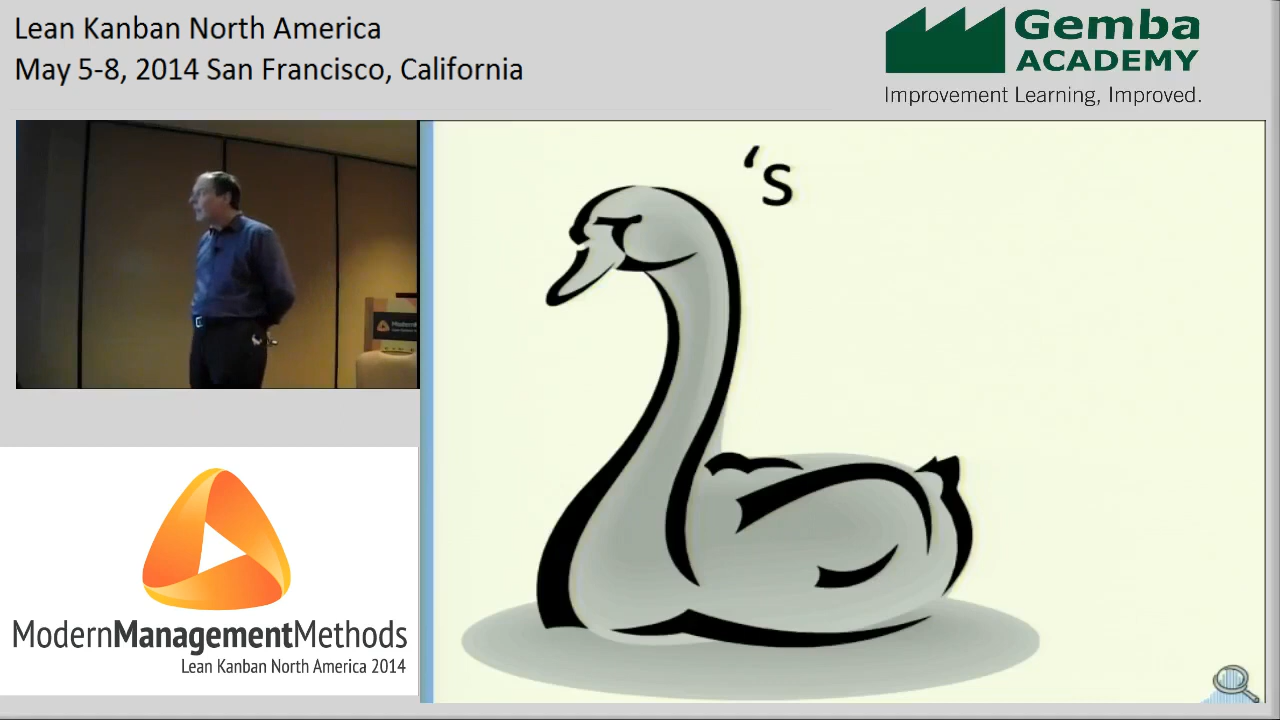 Lean Kanban North America
May 5-8, 2014 San Francisco, California
Gemba
ACADEMY
Improvement Learning, Improved.
‘s
Modern
ModernManagementMethods
Lean Kanban North America 2014